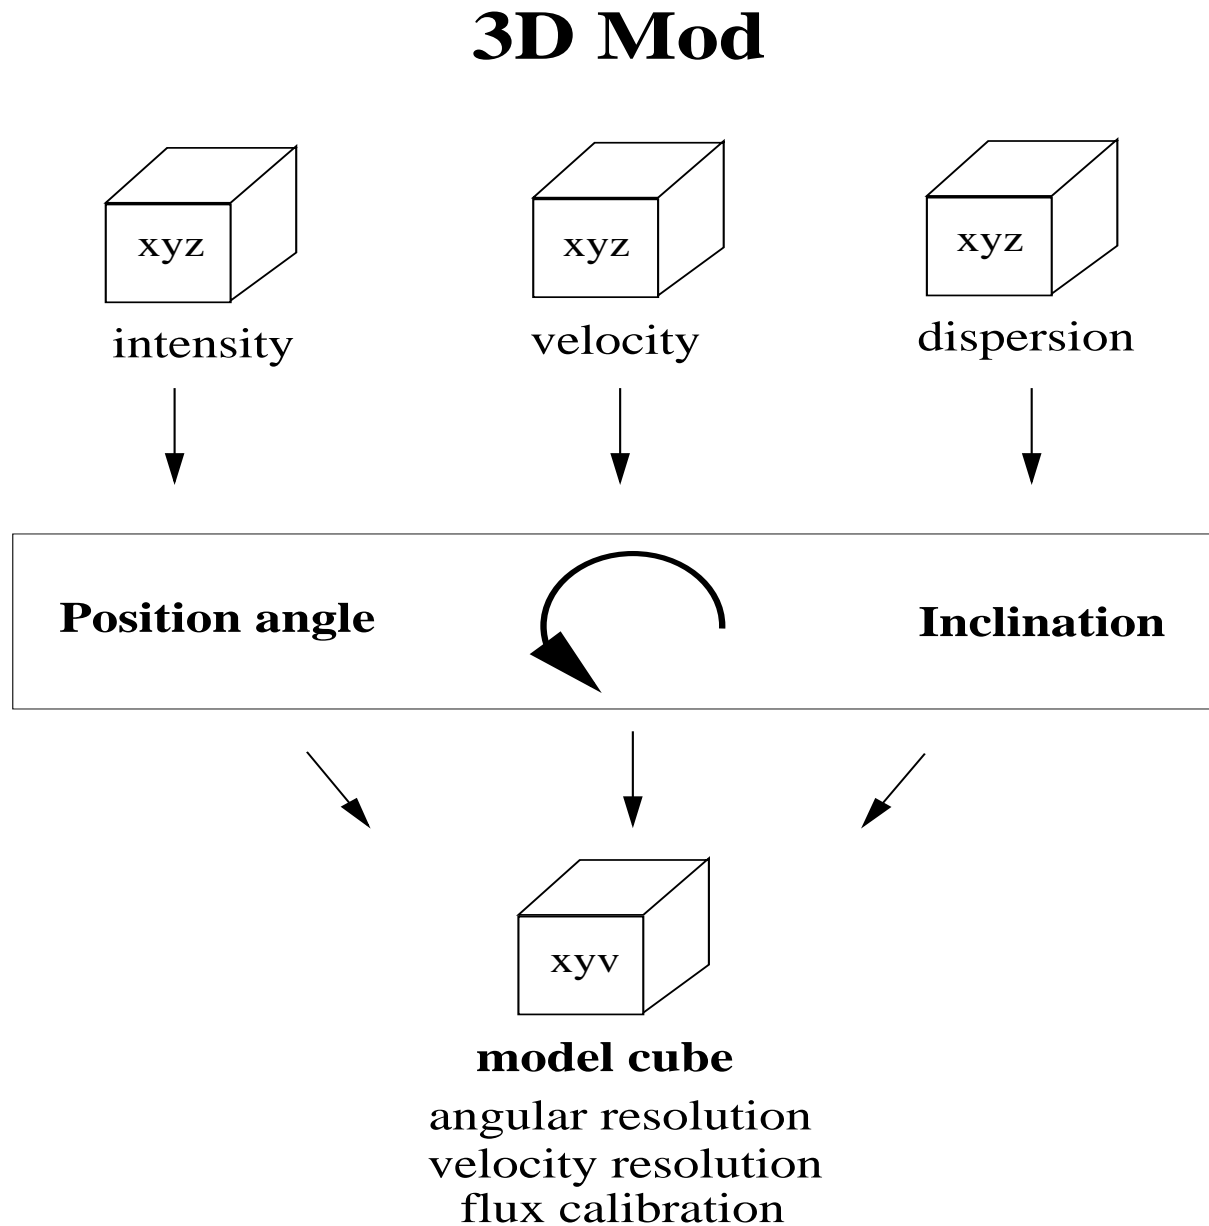 3D Mod
xyz
xyz
xyz
intensity
velocity
dispersion
Position angle
Inclination
xyv
model cube
angular resolution
velocity resolution
flux calibration